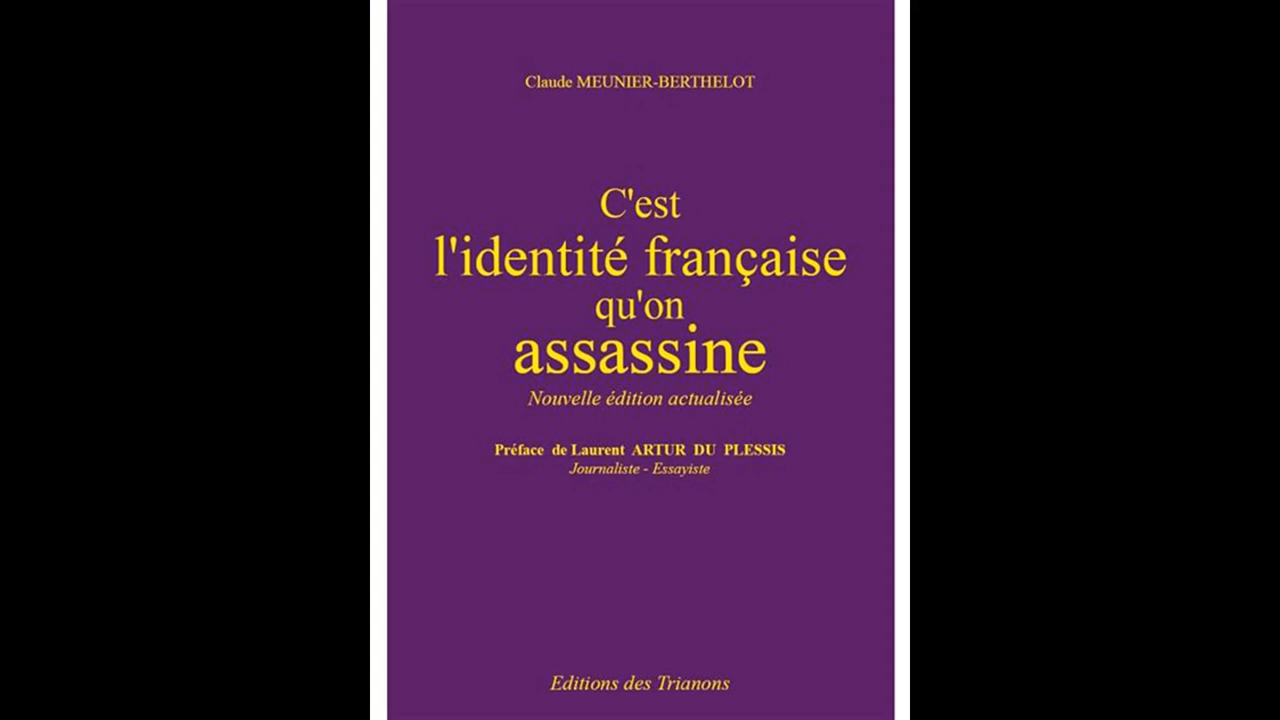 Claude MEUNIER-BERTHELOT
C'est
l'identité française
qu'on
assassine
Nouvelle édition actualisée
Préface de Laurent ARTUR DU PLESSIS
Journaliste - Essayiste
Editions des Trianons